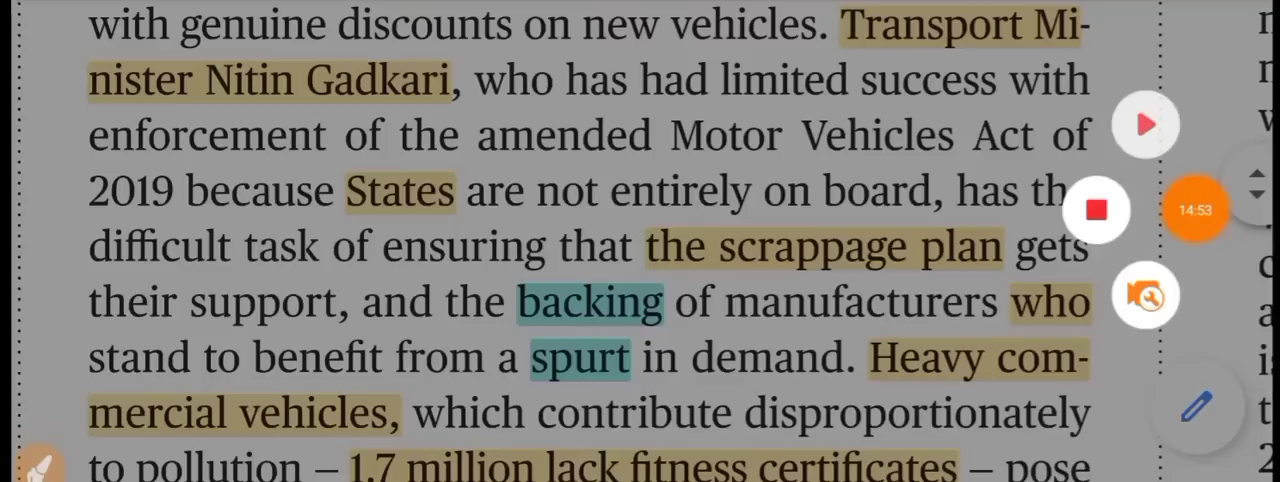 with genuine discounts on new vehicles. Transport Mi-
nister Nitin Gadkari, who has had limited success with
enforcement of the amended Motor Vehicles Act of
2019 because States are not entirely on board, has th
difficult task of ensuring that the scrappage plan gets
their support, and the backing of manufacturers who
stand to benefit from a spurt in demand. Heavy com-
mercial vehicles, which contribute disproportionately
to pollution – 1.7 million lack fitness certificates – pose
14:53